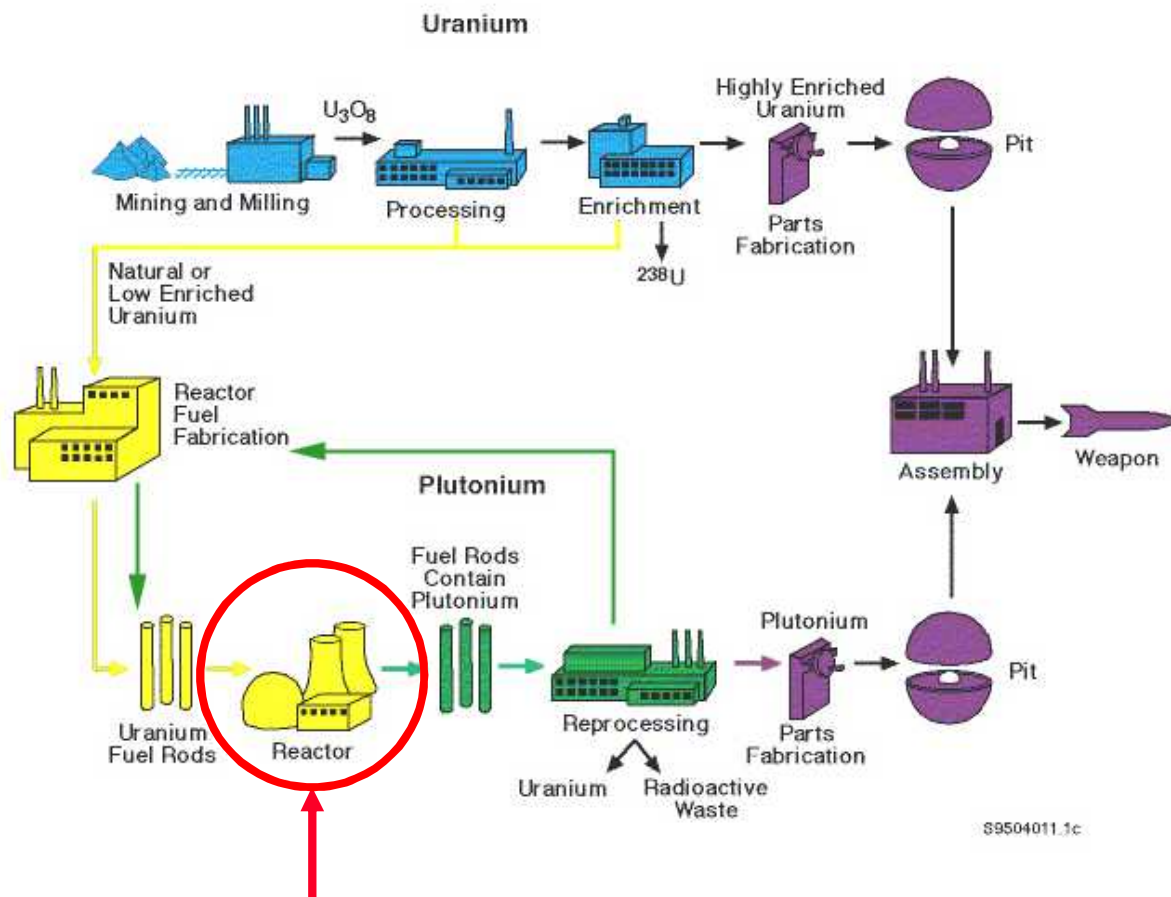 Uranium
U₃O₈
Highly Enriched
Uranium
Pit
Mining and Milling
Processing
Enrichment
Parts
Fabrication
²³⁸U
Natural or
Low Enriched
Uranium
Reactor
Fuel
Fabrication
Plutonium
Assembly
Weapon
Fuel Rods
Contain
Plutonium
Plutonium
Pit
Uranium
Fuel Rods
Reactor
Reprocessing
Parts
Fabrication
Uranium
Radioactive
Waste
S9504011.1c